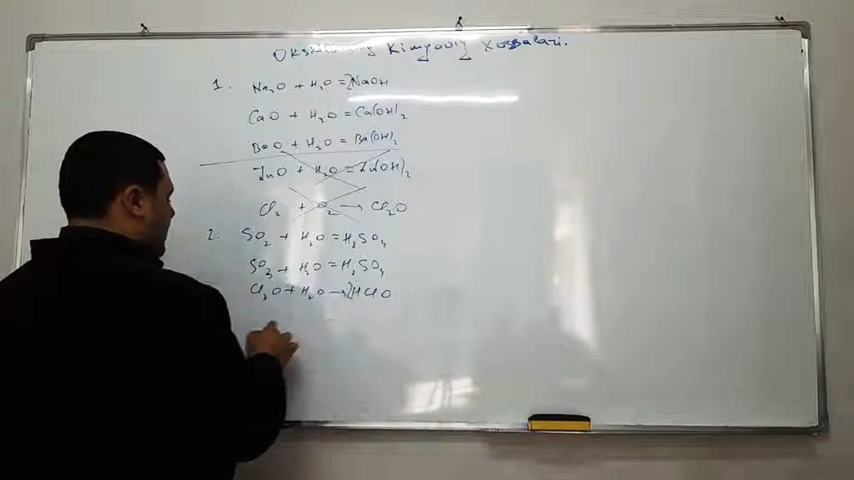 Oksidlarning Kimyoviy Xossalari.
1. Na₂O + H₂O = 2NaOH
CaO + H₂O = Ca(OH)₂
BaO + H₂O = Ba(OH)₂
ZnO + H₂O = Zn(OH)₂
Cl₂ + O₂ → Cl₂O
2. SO₂ + H₂O = H₂SO₄
SO₃ + H₂O = H₂SO₄
Cl₂O + H₂O → 2HClO